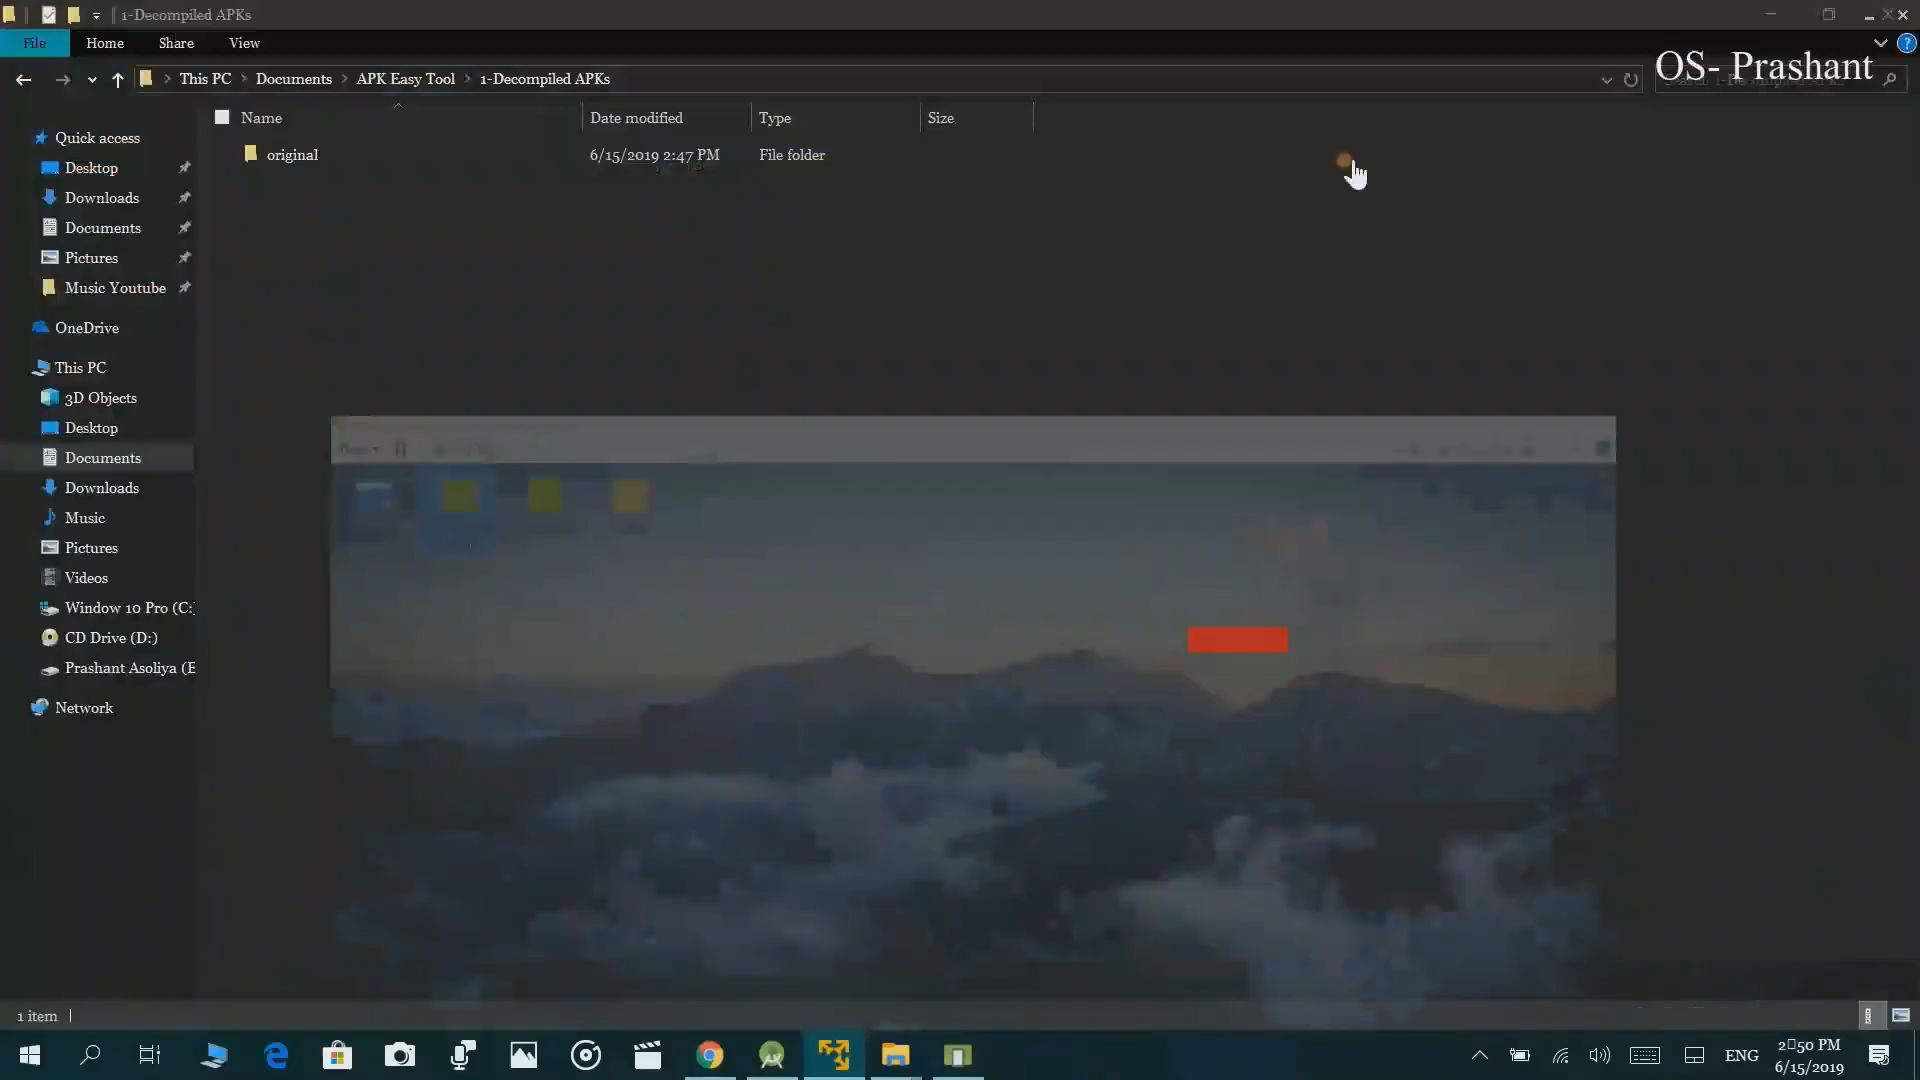 1-Decompiled APKs
File
Home
Share
View
OS- Prashant
This PC
Documents
APK Easy Tool
1-Decompiled APKs
Name
Date modified
Type
Size
original
6/15/2019 2:47 PM
File folder
Quick access
Desktop
Downloads
Documents
Pictures
Music Youtube
OneDrive
This PC
3D Objects
Desktop
Documents
Downloads
Music
Pictures
Videos
Window 10 Pro (C:)
CD Drive (D:)
Prashant Asoliya (E
Network
1 item
ENG
2:50 PM
6/15/2019